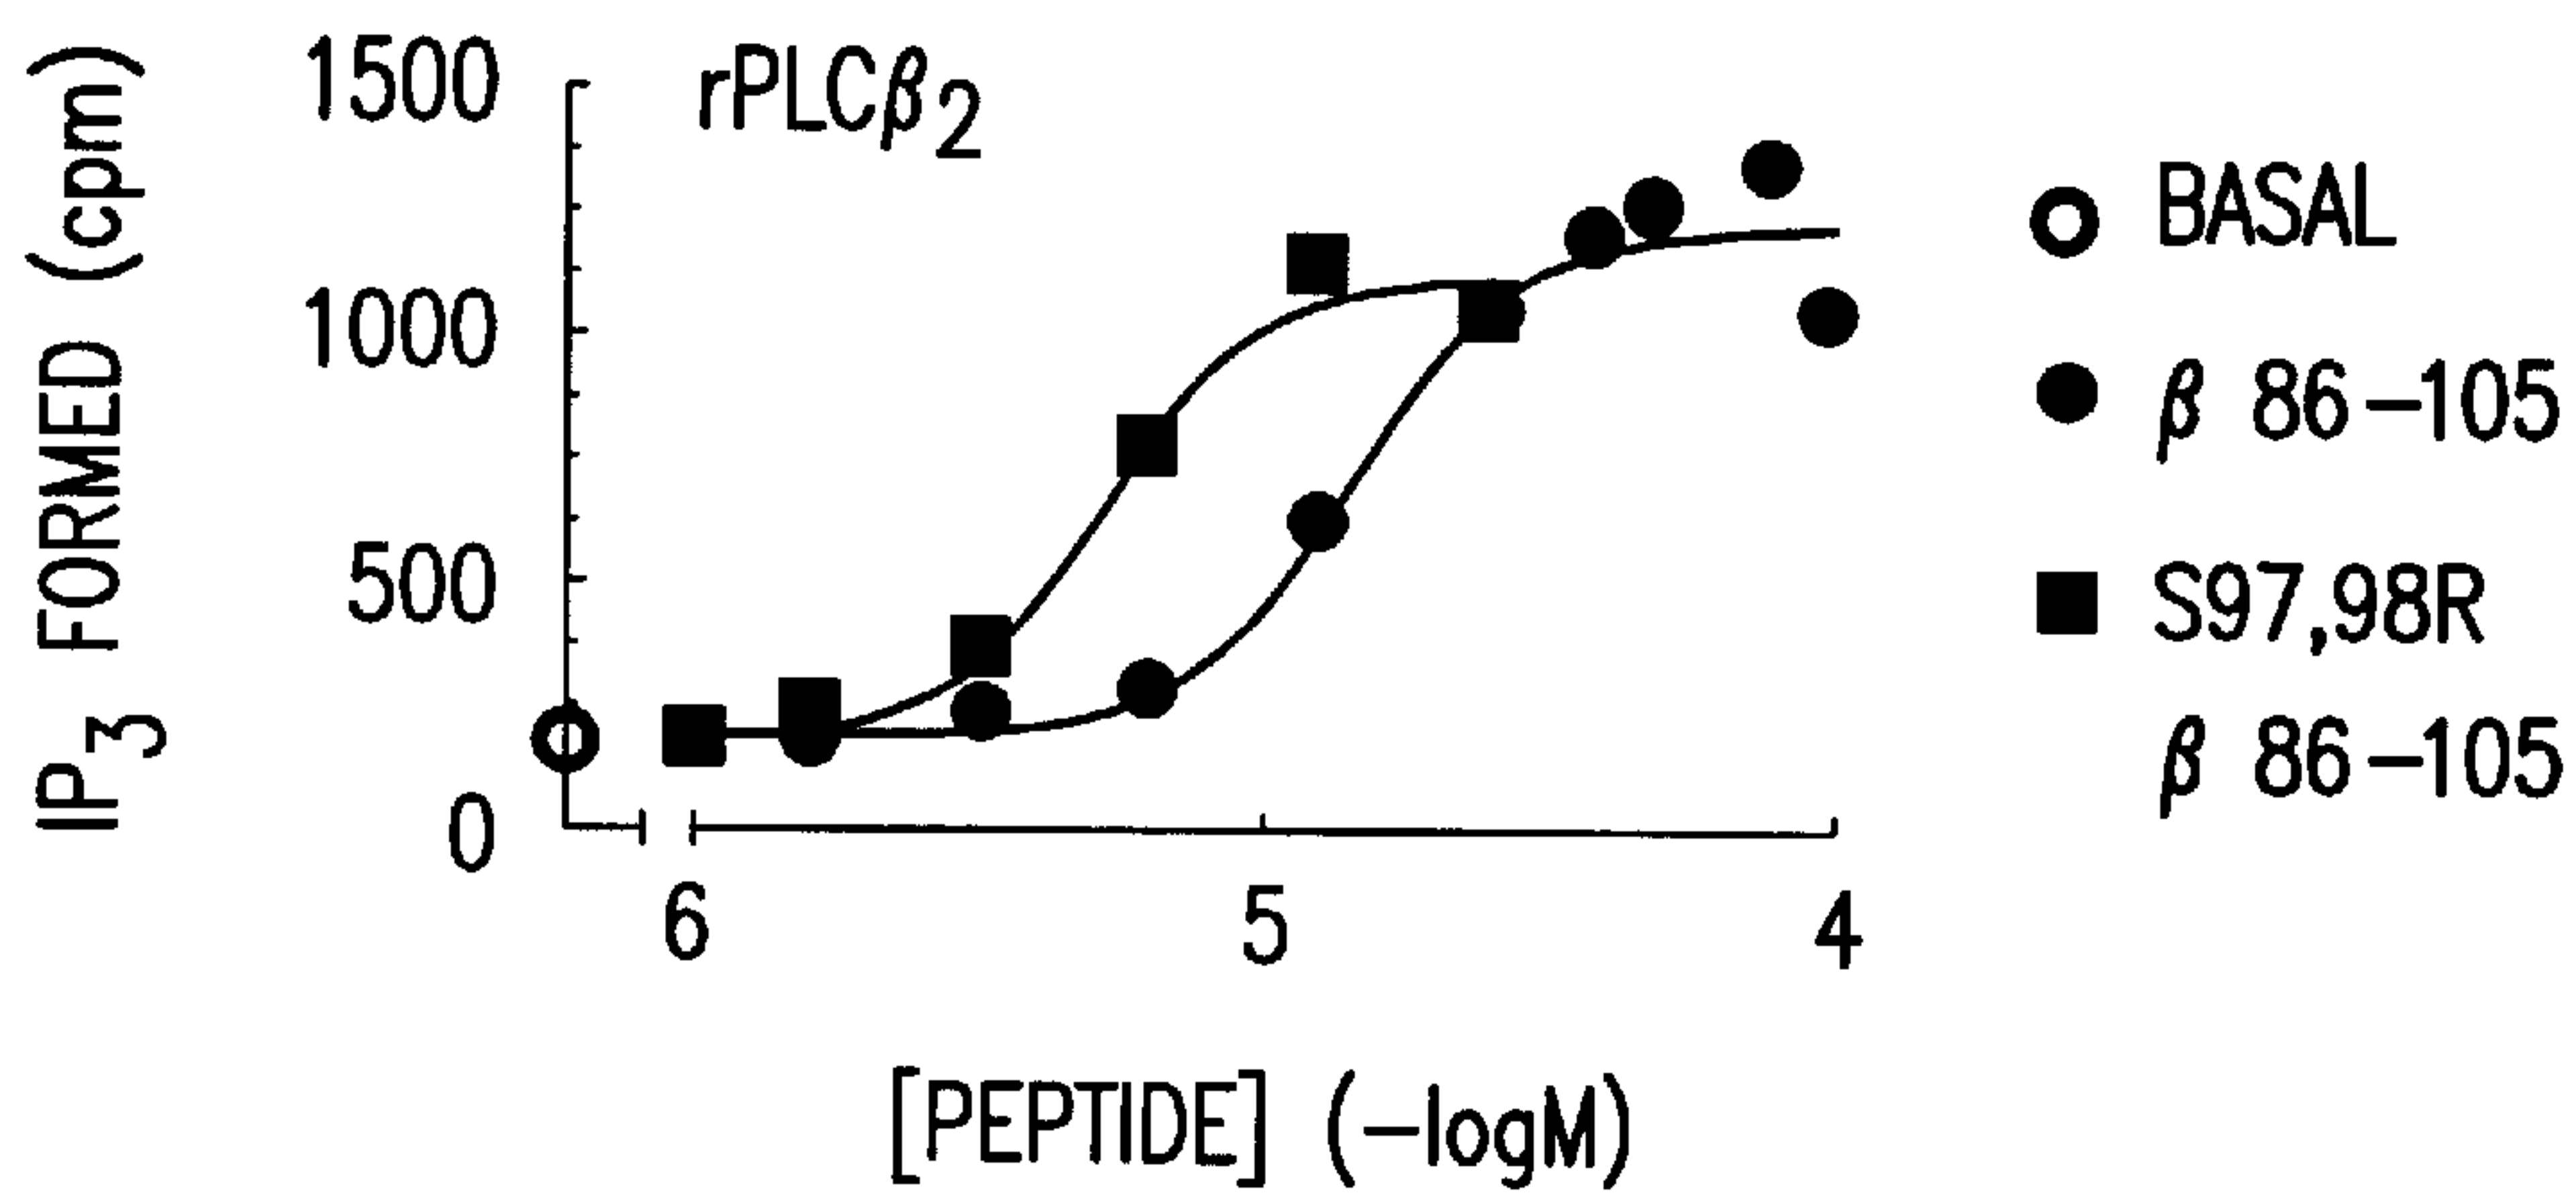 IP3 FORMED (cpm)
1500
1000
500
0
rPLCβ2
6
5
4
[PEPTIDE] (-logM)
BASAL
β 86-105
S97,98R
β 86-105